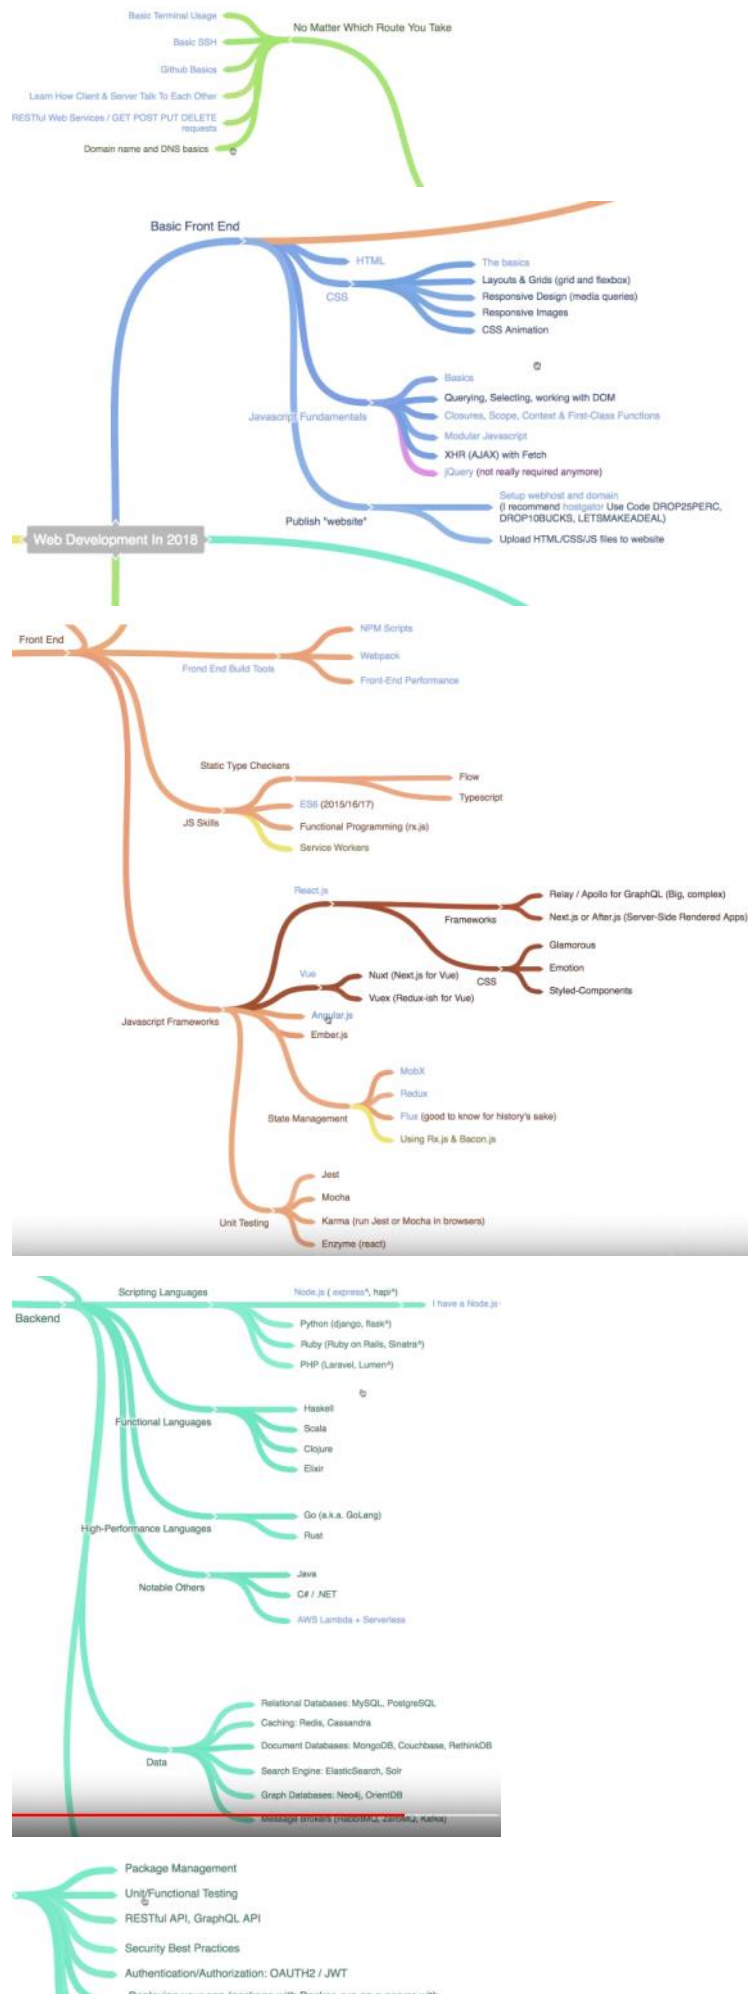 Basic Terminal Usage
No Matter Which Route You Take
Basic SSH
Github Basics
Learn How Client & Server Talk To Each Other
RESTful Web Services / GET POST PUT DELETE
requests
Domain name and DNS basics
Basic Front End
HTML
The basics
Layouts & Grids (grid and flexbox)
CSS
Responsive Design (media queries)
Responsive Images
CSS Animation
Basics
Querying, Selecting, working with DOM
Javascript Fundamentals
Closures, Scope, Context & First-Class Functions
Modular Javascript
XHR (AJAX) with Fetch
jQuery (not really required anymore)
Setup webhost and domain
(I recommend hostgator Use Code DROP25PERC,
DROP10BUCKS, LETSMAKEADEAL)
Publish "website"
Web Development In 2018
Upload HTML/CSS/JS files to website
NPM Scripts
Front End
Webpack
Frond End Build Tools
Front-End Performance
Static Type Checkers
Flow
Typescript
ES6 (2015/16/17)
JS Skills
Functional Programming (rx.js)
Service Workers
React.js
Relay / Apollo for GraphQL (Big, complex)
Frameworks
Next.js or After.js (Server-Side Rendered Apps)
Glamorous
Vue
Nuxt (Next.js for Vue)
Emotion
CSS
Styled-Components
Vuex (Redux-ish for Vue)
Angular.js
Javascript Frameworks
Ember.js
MobX
Redux
State Management
Flux (good to know for history's sake)
Using Rx.js & Bacon.js
Jest
Mocha
Unit Testing
Karma (run Jest or Mocha in browsers)
Enzyme (react)
Scripting Languages
Node.js ( express^, hapi^)
I have a Node.js
Backend
Python (django, flask^)
Ruby (Ruby on Rails, Sinatra^)
PHP (Laravel, Lumen^)
Haskell
Functional Languages
Scala
Clojure
Elixir
Go (a.k.a. GoLang)
High-Performance Languages
Rust
Java
Notable Others
C# / .NET
AWS Lambda + Serverless
Relational Databases: MySQL, PostgreSQL
Caching: Redis, Cassandra
Document Databases: MongoDB, Couchbase, RethinkDB
Data
Search Engine: ElasticSearch, Solr
Graph Databases: Neo4j, OrientDB
Message Brokers (RabbitMQ, ZeroMQ, Kafka)
Package Management
Unit/Functional Testing
RESTful API, GraphQL API
Security Best Practices
Authentication/Authorization: OAUTH2 / JWT